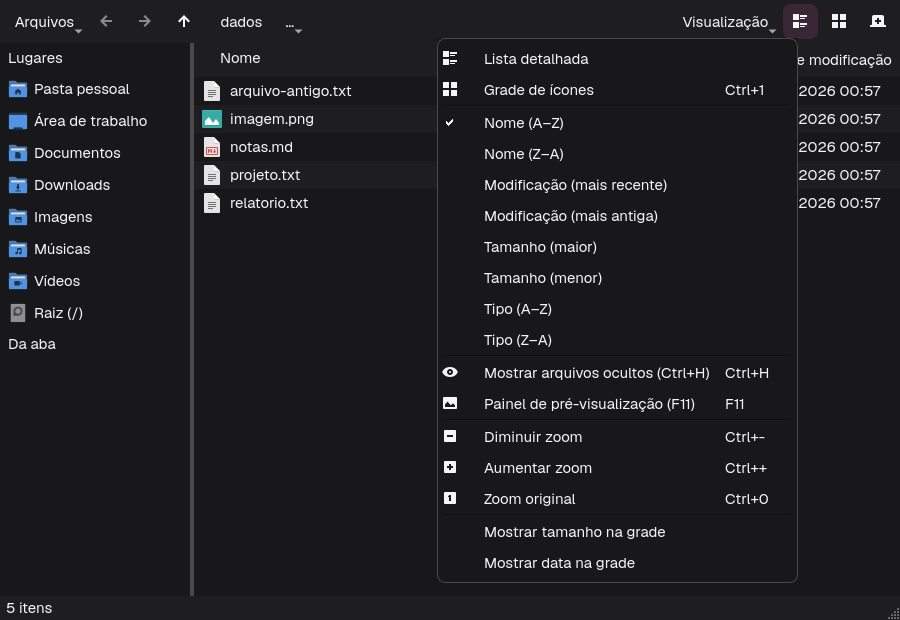 Arquivos
dados
...
Visualização
Lugares
Pasta pessoal
Área de trabalho
Documentos
Downloads
Imagens
Músicas
Vídeos
Raiz (/)
Da aba
Nome
e modificação
arquivo-antigo.txt
2026 00:57
imagem.png
2026 00:57
notas.md
2026 00:57
projeto.txt
2026 00:57
relatorio.txt
2026 00:57
Lista detalhada
Grade de ícones Ctrl+1
Nome (A–Z)
Nome (Z–A)
Modificação (mais recente)
Modificação (mais antiga)
Tamanho (maior)
Tamanho (menor)
Tipo (A–Z)
Tipo (Z–A)
Mostrar arquivos ocultos (Ctrl+H) Ctrl+H
Painel de pré-visualização (F11) F11
Diminuir zoom Ctrl+-
Aumentar zoom Ctrl++
Zoom original Ctrl+0
Mostrar tamanho na grade
Mostrar data na grade
5 itens